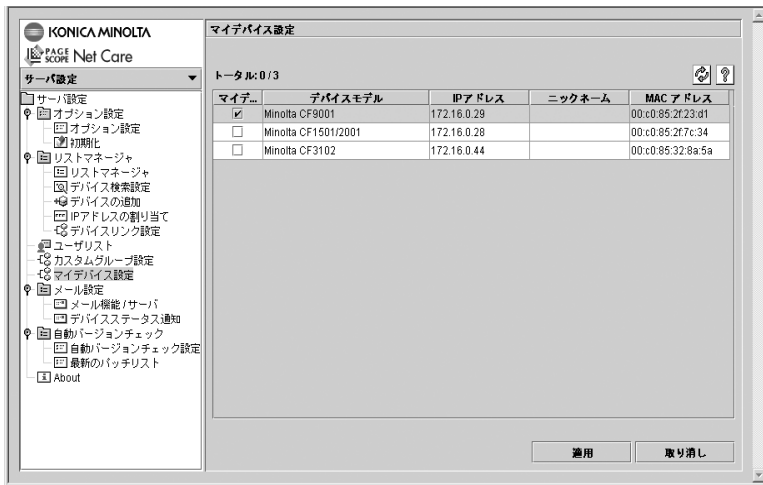 KONICA MINOLTA
PAGE SCOPE Net Care
サーバ設定
サーバ設定
オプション設定
オプション設定
初期化
リストマネージャ
リストマネージャ
デバイス検索設定
デバイスの追加
IPアドレスの割り当て
デバイスリンク設定
ユーザリスト
カスタムグループ設定
マイデバイス設定
メール設定
メール機能/サーバ
デバイスステータス通知
自動バージョンチェック
自動バージョンチェック設定
最新のパッチリスト
About
マイデバイス設定
トータル:0/3
マイデ... デバイスモデル IPアドレス ニックネーム MAC アドレス
Minolta CF9001 172.16.0.29 00:c0:85:2f:23:d1
Minolta CF1501/2001 172.16.0.28 00:c0:85:2f:7c:34
Minolta CF3102 172.16.0.44 00:c0:85:32:8a:5a
適用 取り消し